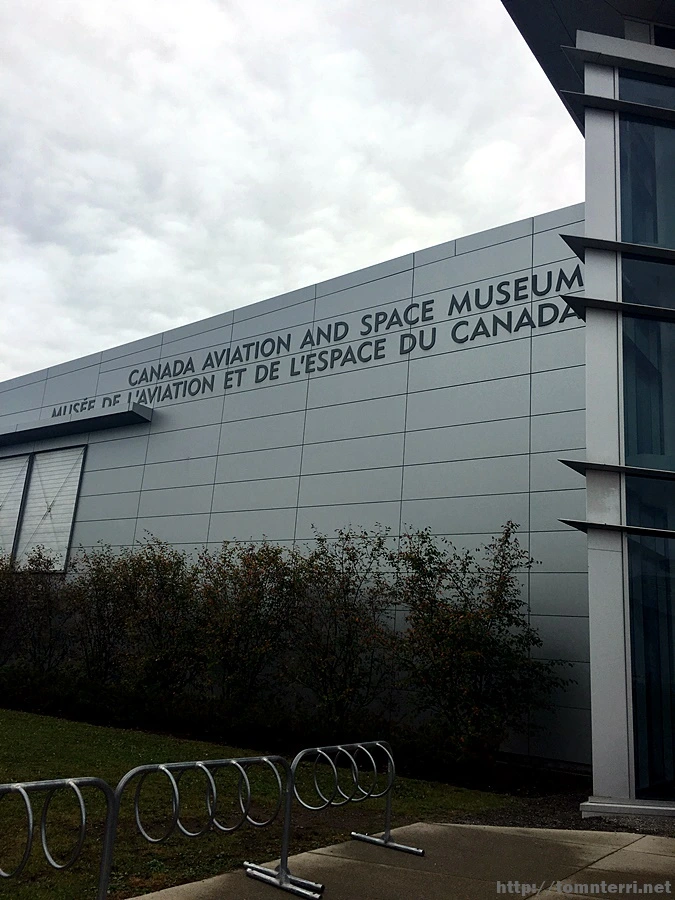 CANADA AVIATION AND SPACE MUSEUM
MUSÉE DE L'AVIATION ET DE L'ESPACE DU CANADA
http://tomnterri.net